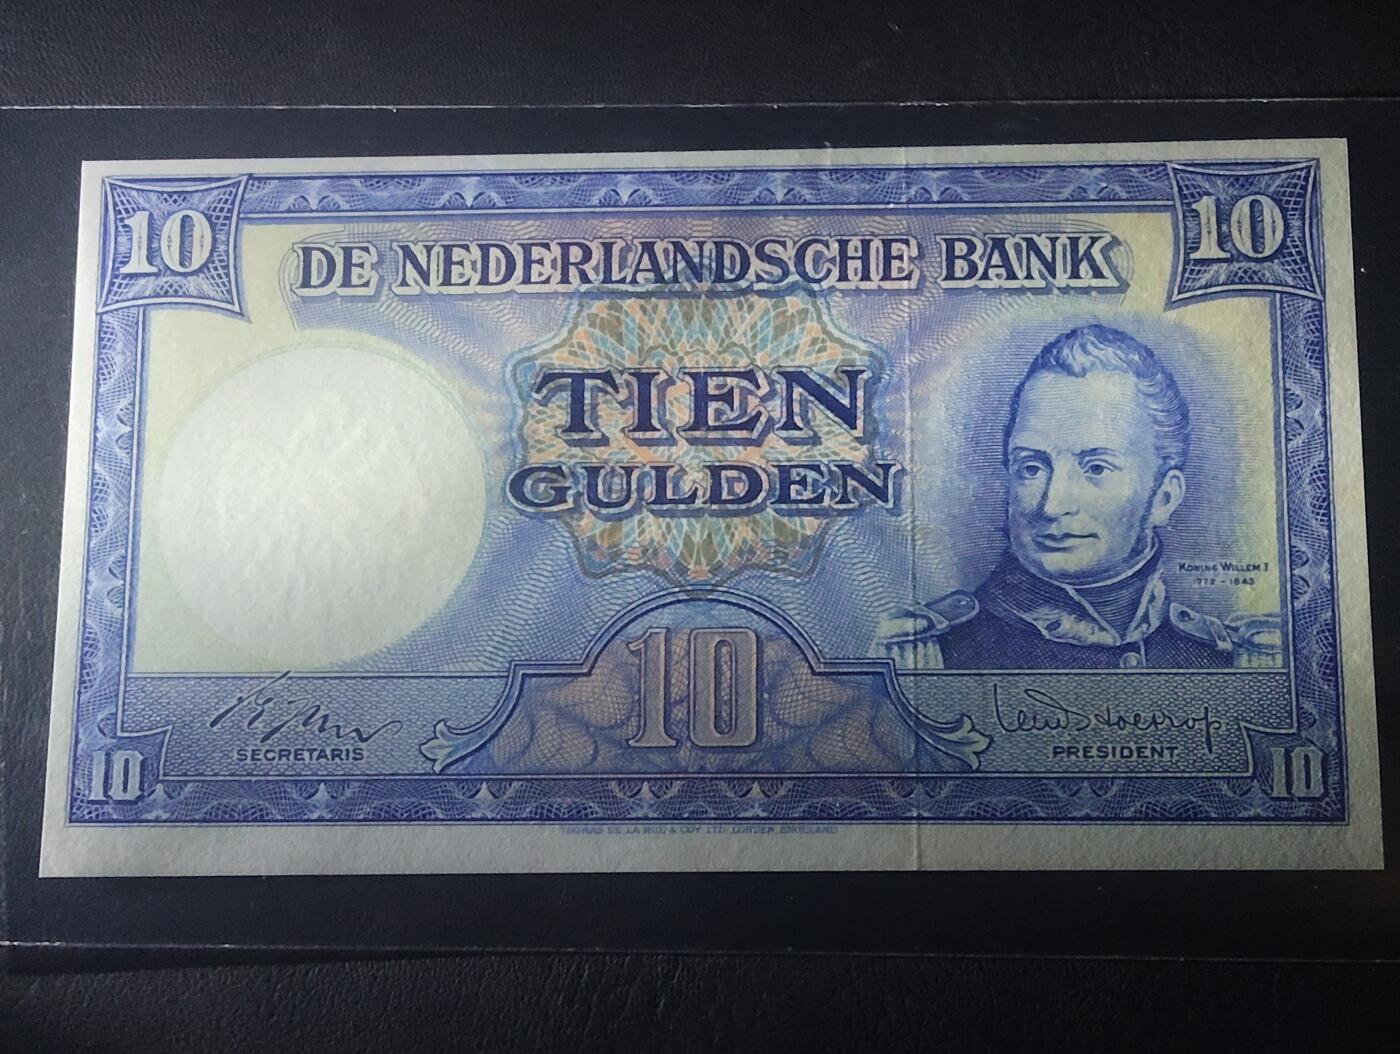 10 10
DE NEDERLANDSCHE BANK
TIEN
GULDEN
KONING WILLEM I
1772 – 1843
10
SECRETARIS
PRESIDENT
10 10
THOMAS DE LA RUE & COY LTD LONDEN, ENGELAND